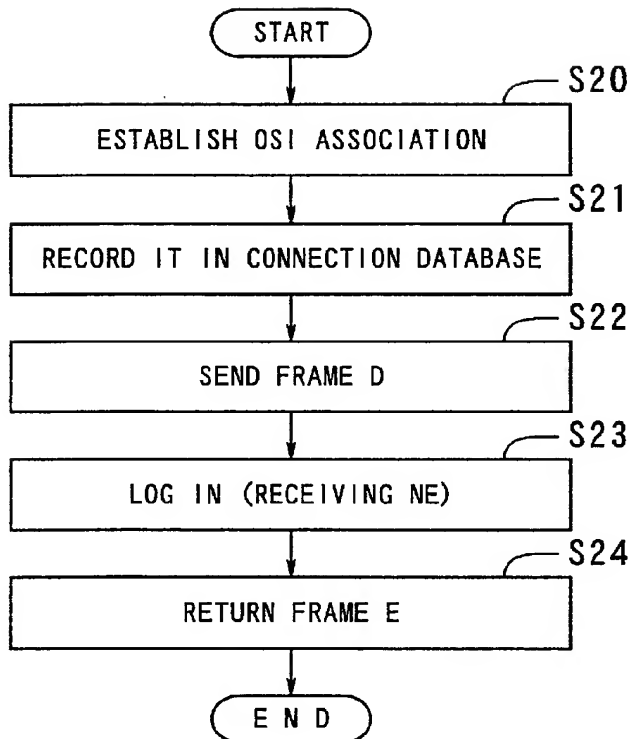 START
S20
ESTABLISH OSI ASSOCIATION
S21
RECORD IT IN CONNECTION DATABASE
S22
SEND FRAME D
S23
LOG IN (RECEIVING NE)
S24
RETURN FRAME E
END